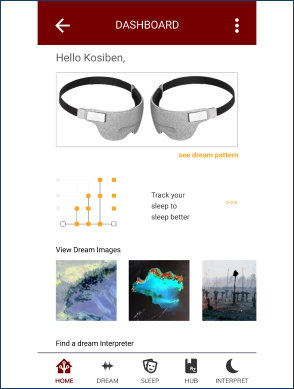 DASHBOARD
Hello Kosiben,
see dream pattern
Track your
sleep to
sleep better
>>>
View Dream Images
Find a dream Interpreter
HOME
DREAM
SLEEP
HUB
INTERPRET